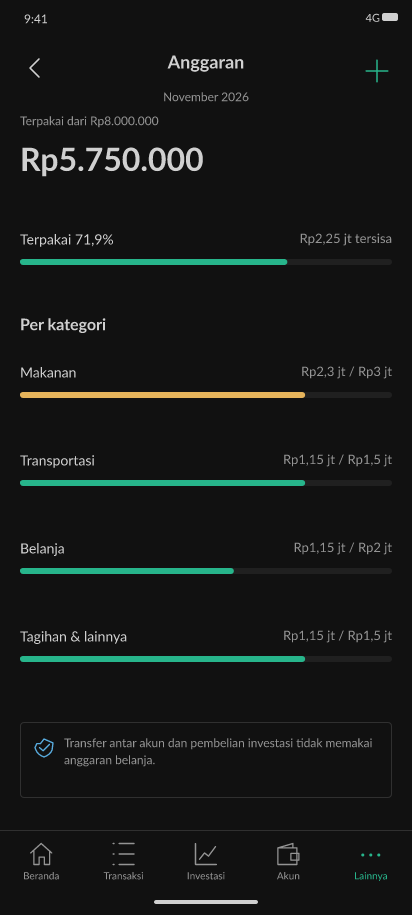 9:41
4G
Anggaran
November 2026
Terpakai dari Rp8.000.000
Rp5.750.000
Terpakai 71,9%
Rp2,25 jt tersisa
Per kategori
Makanan
Rp2,3 jt / Rp3 jt
Transportasi
Rp1,15 jt / Rp1,5 jt
Belanja
Rp1,15 jt / Rp2 jt
Tagihan & lainnya
Rp1,15 jt / Rp1,5 jt
Transfer antar akun dan pembelian investasi tidak memakai
anggaran belanja.
Beranda
Transaksi
Investasi
Akun
Lainnya